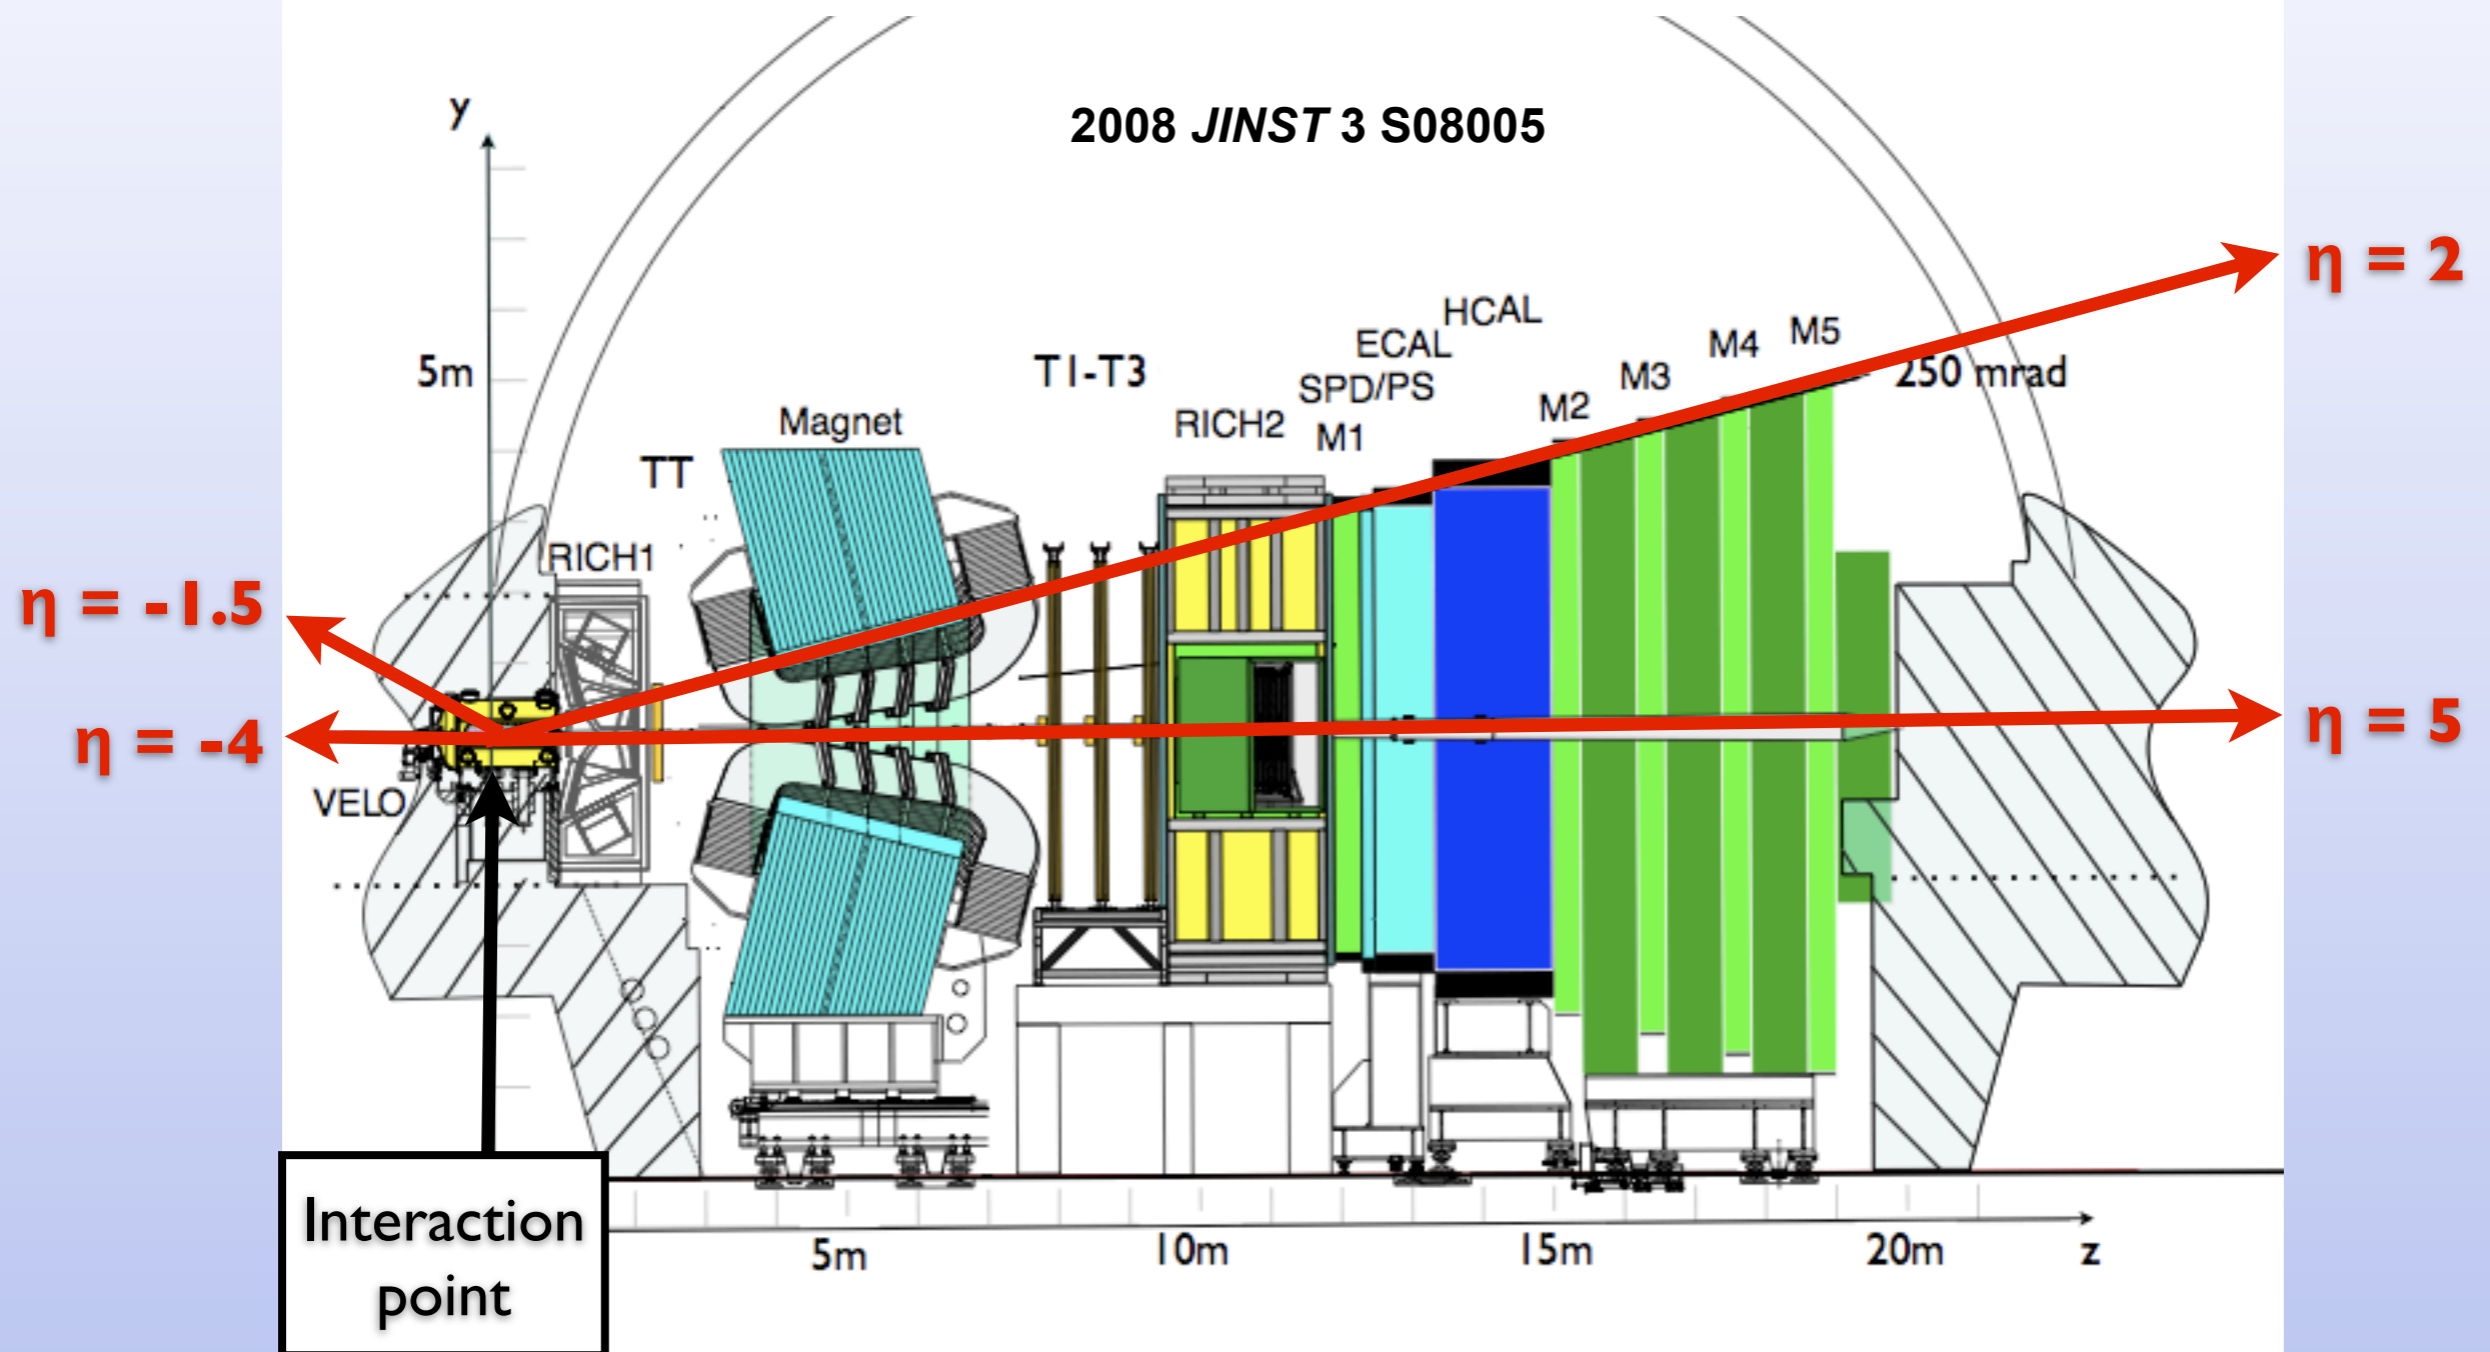 y
2008 JINST 3 S08005
η = 2
HCAL
M5
M4
ECAL
5m
T1-T3
M3
250 mrad
SPD/PS
M2
Magnet
RICH2
M1
TT
RICH1
η = -1.5
η = -4
η = 5
VELO
Interaction
point
5m
10m
15m
20m
z